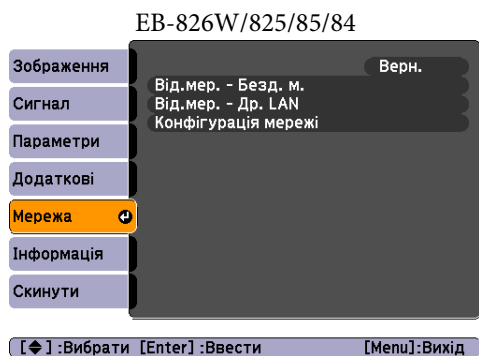 EB-826W/825/85/84
Зображення
Сигнал
Параметри
Додаткові
Мережа
Інформація
Скинути
Верн.
Від.мер. - Безд. м.
Від.мер. - Др. LAN
Конфігурація мережі
[◆] :Вибрати [Enter] :Ввести [Menu]:Вихід